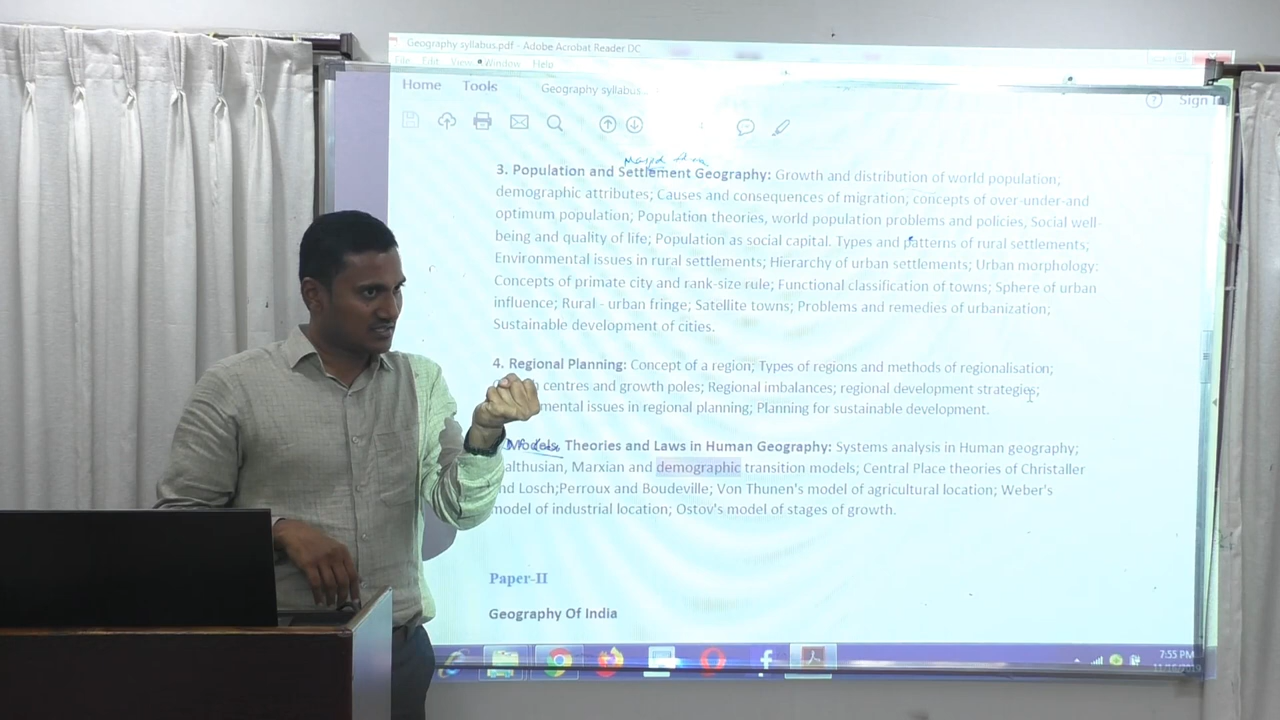 Geography syllabus.pdf - Adobe Acrobat Reader DC
File Edit View Window Help
Home Tools Geography syllabus...
Sign In
3. Population and Settlement Geography: Growth and distribution of world population;
demographic attributes; Causes and consequences of migration; concepts of over-under-and
optimum population; Population theories, world population problems and policies, Social well-
being and quality of life; Population as social capital. Types and patterns of rural settlements;
Environmental issues in rural settlements; Hierarchy of urban settlements; Urban morphology:
Concepts of primate city and rank-size rule; Functional classification of towns; Sphere of urban
influence; Rural - urban fringe; Satellite towns; Problems and remedies of urbanization;
Sustainable development of cities.
4. Regional Planning: Concept of a region; Types of regions and methods of regionalisation;
centres and growth poles; Regional imbalances; regional development strategies;
mental issues in regional planning; Planning for sustainable development.
Models, Theories and Laws in Human Geography: Systems analysis in Human geography;
althusian, Marxian and demographic transition models; Central Place theories of Christaller
nd Losch;Perroux and Boudeville; Von Thunen's model of agricultural location; Weber's
model of industrial location; Ostov's model of stages of growth.
Paper-II
Geography Of India
7:55 PM